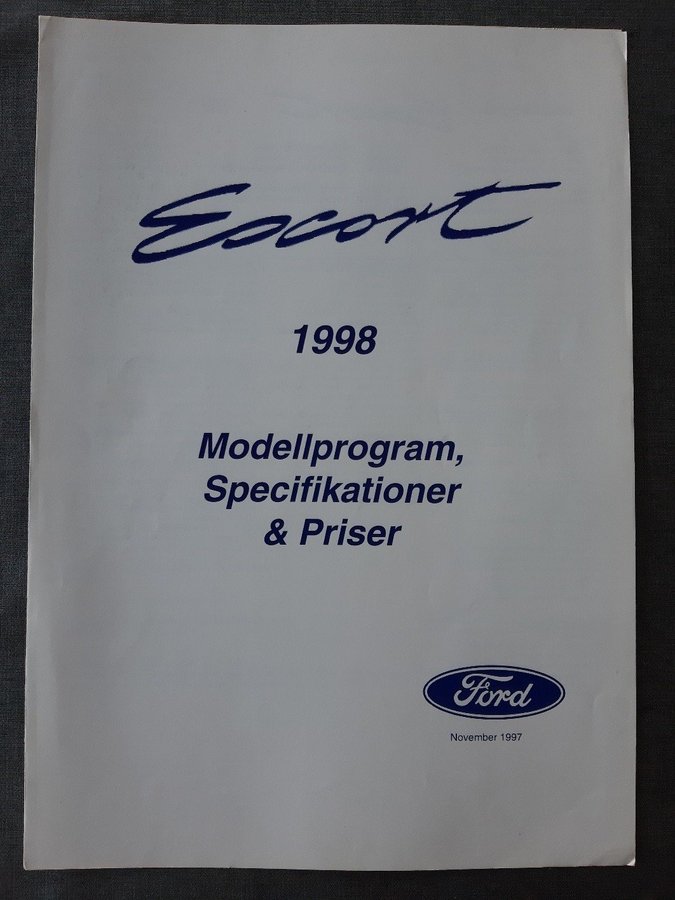 Escort
1998
Modellprogram,
Specifikationer
& Priser
Ford
November 1997